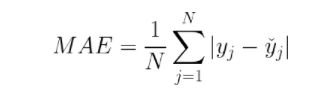 MAE = \frac{1}{N} \sum_{j=1}^{N} |y_j - \check{y}_j|